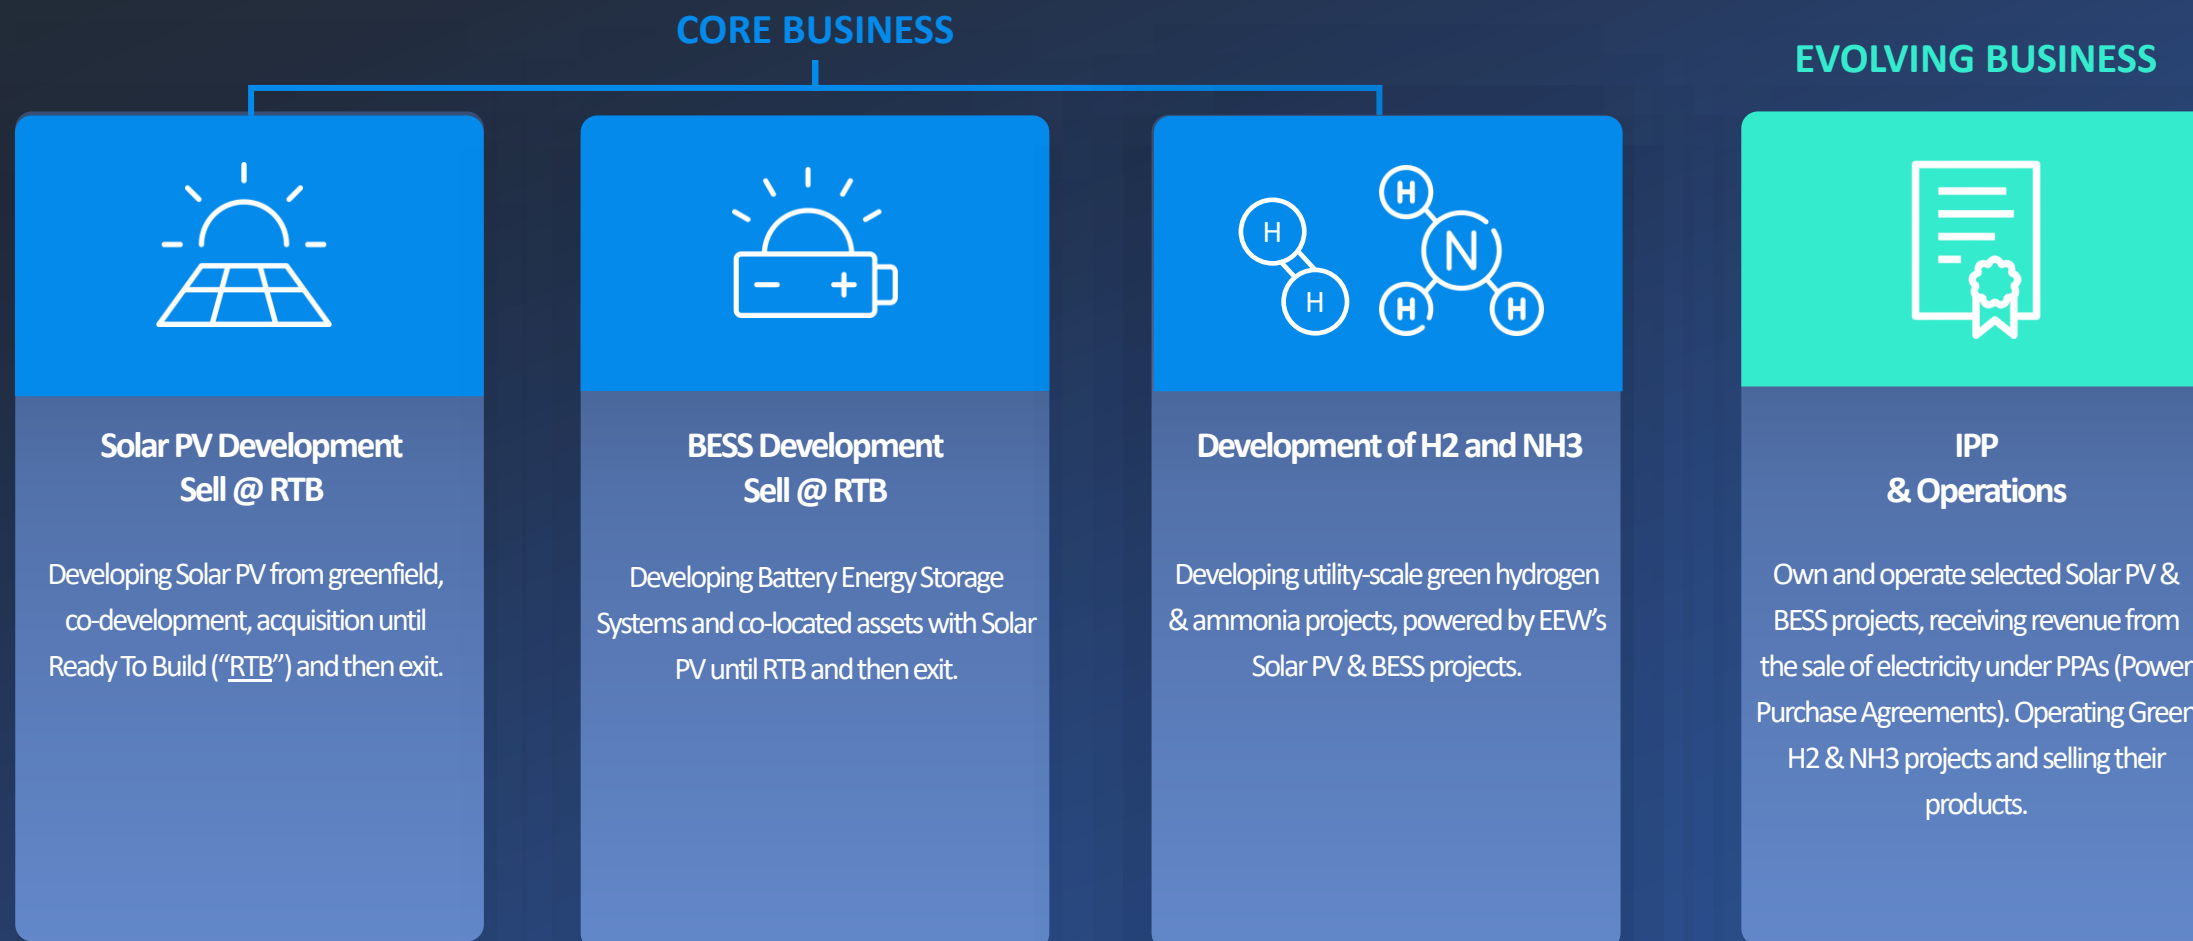 CORE BUSINESS
EVOLVING BUSINESS
H
H
H
N
H
H
Solar PV Development
Sell @ RTB
Developing Solar PV from greenfield,
co-development, acquisition until
Ready To Build (“RTB”) and then exit.
BESS Development
Sell @ RTB
Developing Battery Energy Storage
Systems and co-located assets with Solar
PV until RTB and then exit.
Development of H2 and NH3
Developing utility-scale green hydrogen
& ammonia projects, powered by EEW’s
Solar PV & BESS projects.
IPP
& Operations
Own and operate selected Solar PV &
BESS projects, receiving revenue from
the sale of electricity under PPAs (Power
Purchase Agreements). Operating Green
H2 & NH3 projects and selling their
products.